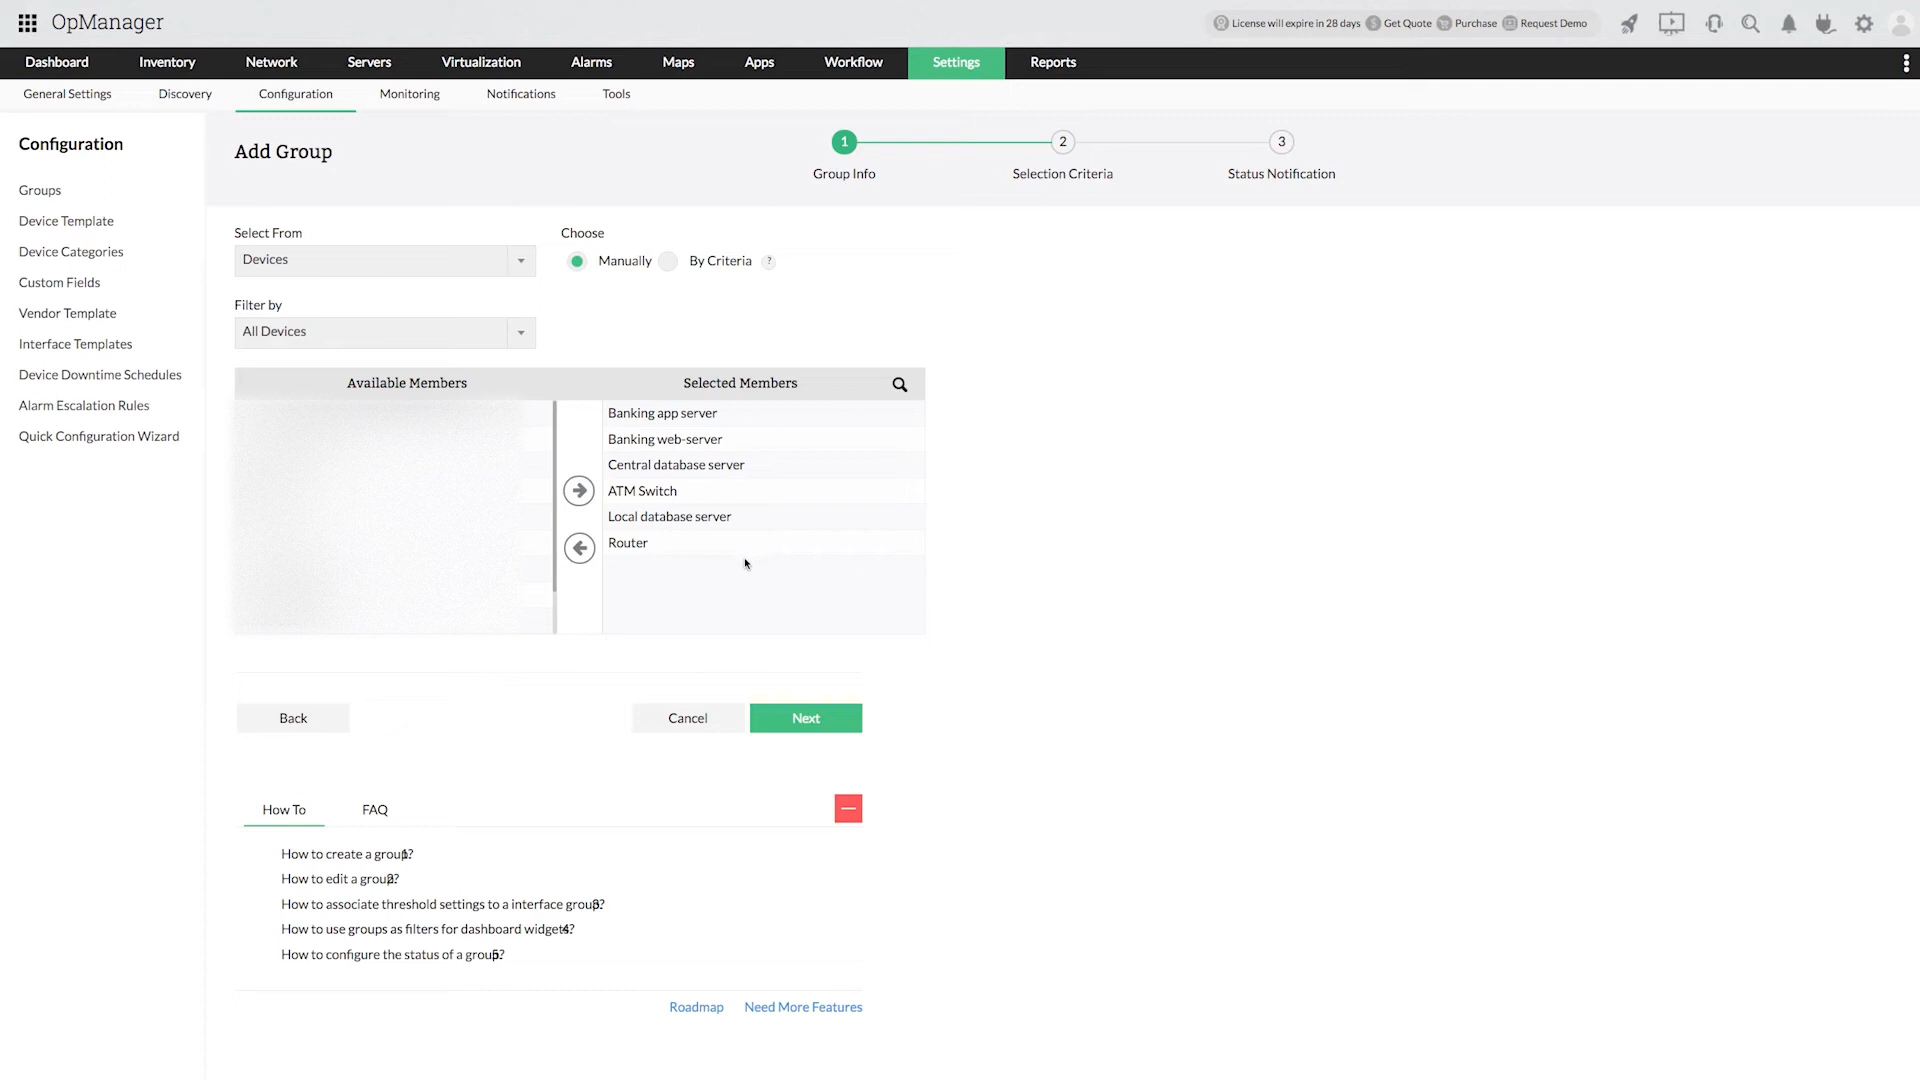 OpManager
License will expire in 28 days Get Quote Purchase Request Demo
Dashboard Inventory Network Servers Virtualization Alarms Maps Apps Workflow Settings Reports
General Settings Discovery Configuration Monitoring Notifications Tools
Configuration
Groups
Device Template
Device Categories
Custom Fields
Vendor Template
Interface Templates
Device Downtime Schedules
Alarm Escalation Rules
Quick Configuration Wizard
Add Group
1 2 3
Group Info Selection Criteria Status Notification
Select From
Devices
Choose
Manually By Criteria ?
Filter by
All Devices
Available Members Selected Members
Banking app server
Banking web-server
Central database server
ATM Switch
Local database server
Router
Back Cancel Next
How To FAQ
How to create a group?
How to edit a group?
How to associate threshold settings to a interface group?
How to use groups as filters for dashboard widgets?
How to configure the status of a group?
Roadmap Need More Features